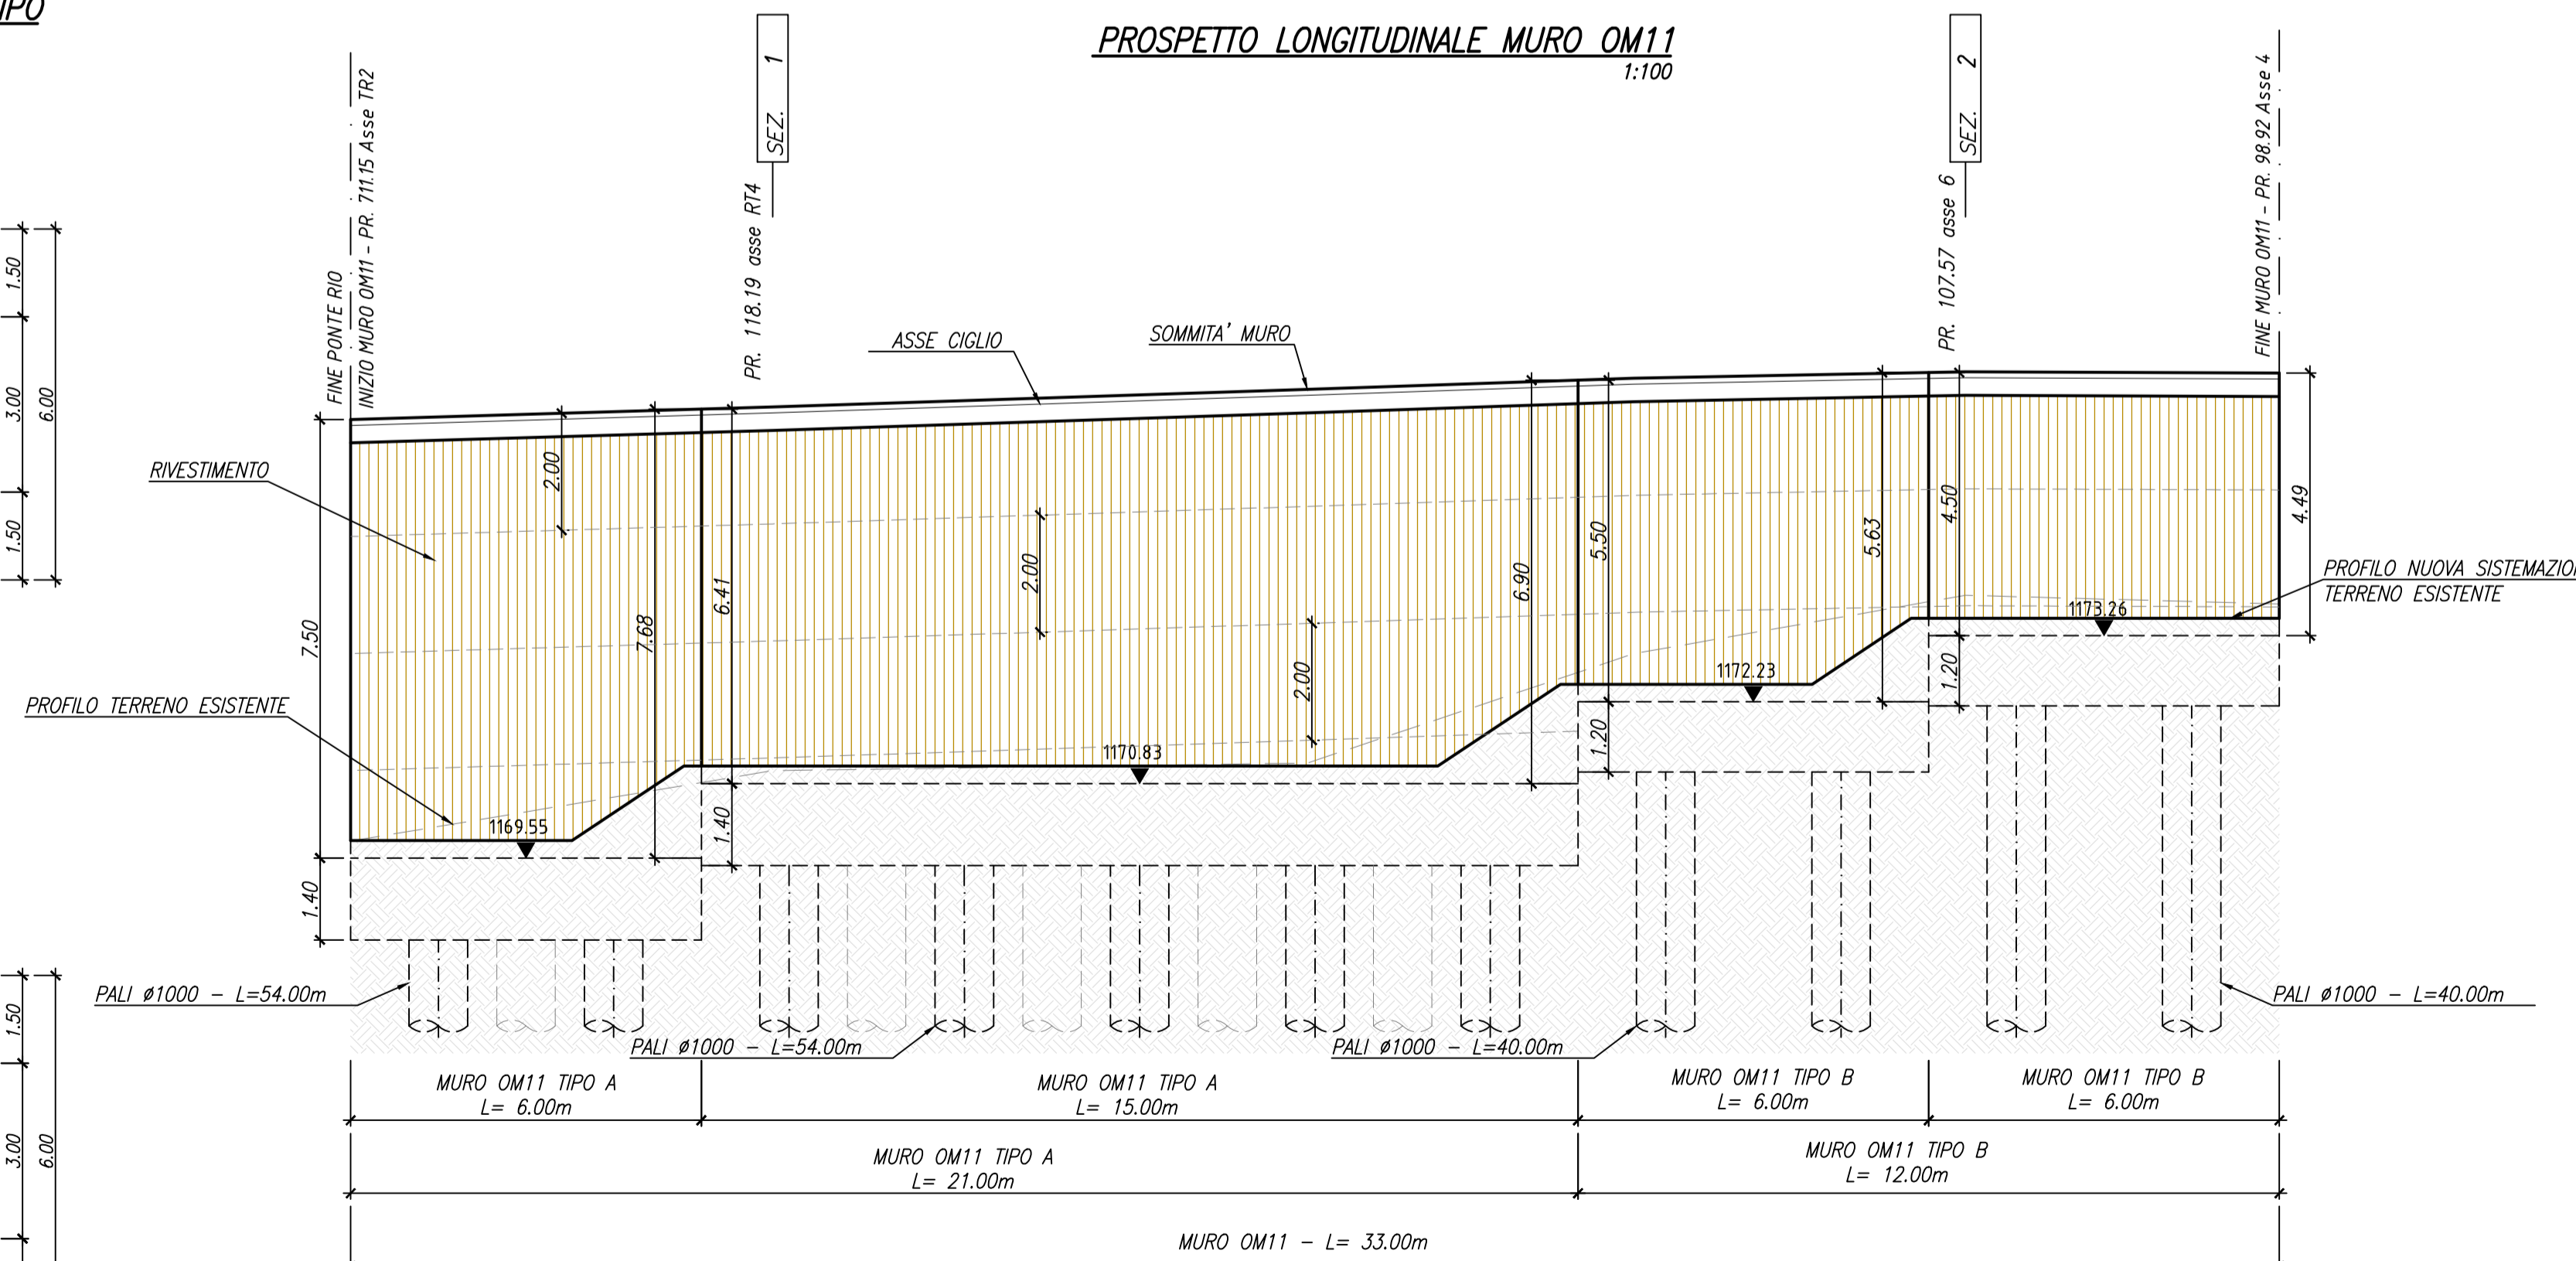 IPO
PROSPETTO LONGITUDINALE MURO OM11
1:100
SEZ. 1
SEZ. 2
FINE PONTE RIO
INIZIO MURO OM11 - PR. 711.15 Asse TR2
PR. 118.19 asse RT4
PR. 107.57 asse 6
FINE MURO OM11 - PR. 98.92 Asse 4
1.50
3.00
6.00
1.50
ASSE CIGLIO
SOMMITA' MURO
RIVESTIMENTO
PROFILO TERRENO ESISTENTE
PROFILO NUOVA SISTEMAZIO
TERRENO ESISTENTE
7.50
2.00
7.68
6.41
2.00
2.00
6.90
5.50
5.63
4.50
4.49
1169.55
1170.83
1172.23
1173.26
1.40
1.40
1.20
1.20
PALI ø1000 - L=54.00m
PALI ø1000 - L=54.00m
PALI ø1000 - L=40.00m
PALI ø1000 - L=40.00m
1.50
3.00
6.00
MURO OM11 TIPO A
L= 6.00m
MURO OM11 TIPO A
L= 15.00m
MURO OM11 TIPO B
L= 6.00m
MURO OM11 TIPO B
L= 6.00m
MURO OM11 TIPO A
L= 21.00m
MURO OM11 TIPO B
L= 12.00m
MURO OM11 - L= 33.00m